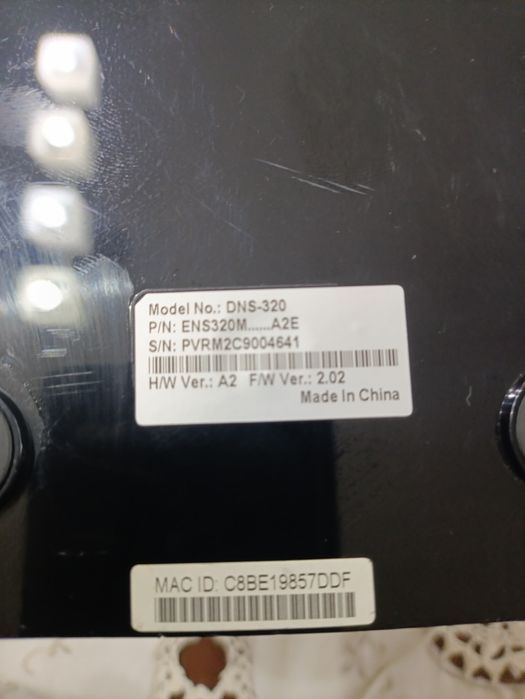 Model No.: DNS-320
P/N: ENS320M......A2E
S/N: PVRM2C9004641
H/W Ver.: A2 F/W Ver.: 2.02
Made In China
MAC ID: C8BE19857DDF